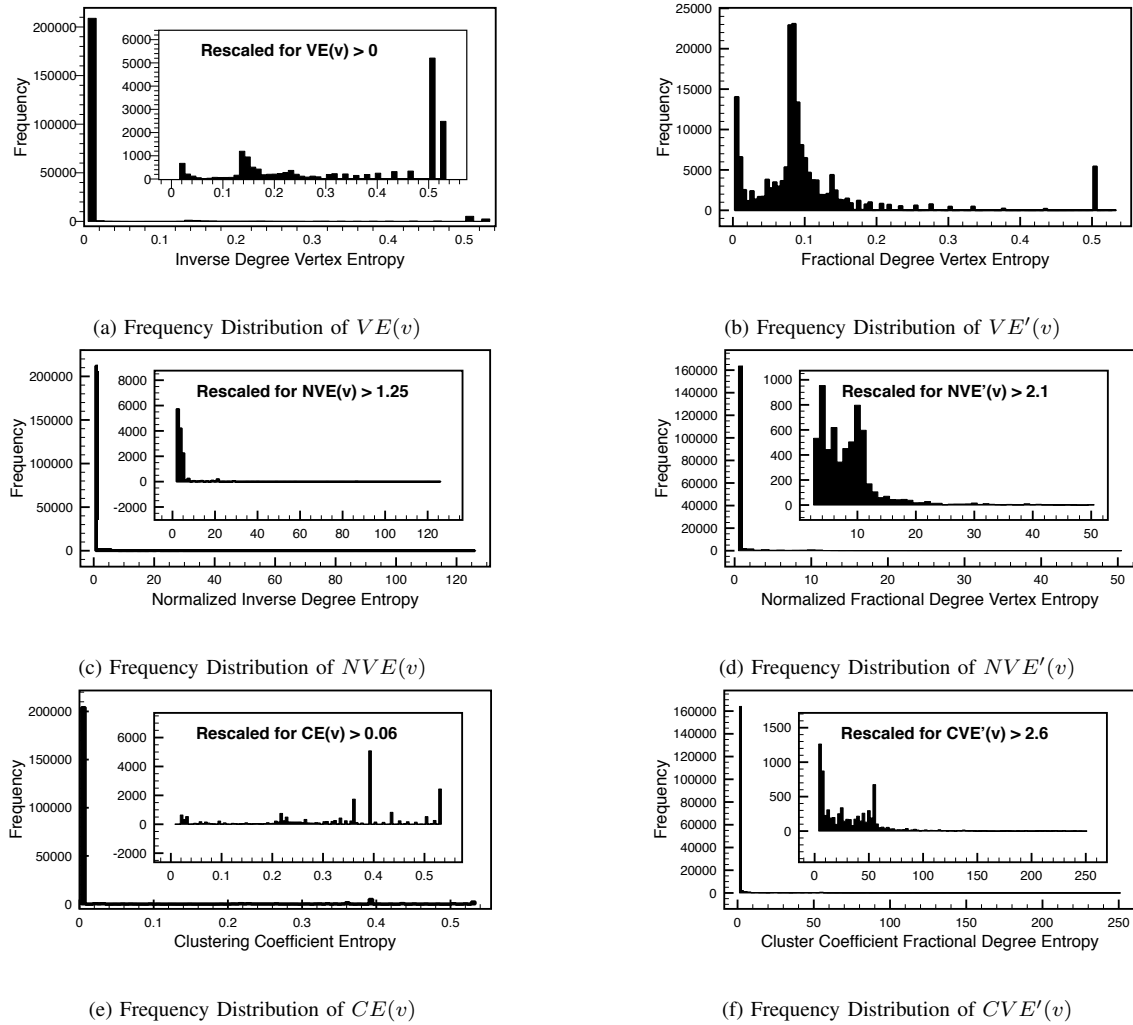 200000
150000
100000
50000
0
Frequency
6000
5000
4000
3000
2000
1000
0
Rescaled for VE(v) > 0
0 0.1 0.2 0.3 0.4 0.5
0 0.1 0.2 0.3 0.4 0.5
Inverse Degree Vertex Entropy
(a) Frequency Distribution of VE(v)
25000
20000
15000
10000
5000
0
Frequency
0 0.1 0.2 0.3 0.4 0.5
Fractional Degree Vertex Entropy
(b) Frequency Distribution of VE′(v)
200000
150000
100000
50000
0
Frequency
8000
6000
4000
2000
0
-2000
Rescaled for NVE(v) > 1.25
0 20 40 60 80 100 120
0 20 40 60 80 100 120
Normalized Inverse Degree Entropy
(c) Frequency Distribution of NVE(v)
160000
140000
120000
100000
80000
60000
40000
20000
0
Frequency
1000
800
600
400
200
0
Rescaled for NVE'(v) > 2.1
10 20 30 40 50
0 10 20 30 40 50
Normalized Fractional Degree Vertex Entropy
(d) Frequency Distribution of NVE′(v)
200000
150000
100000
50000
0
Frequency
6000
4000
2000
0
-2000
Rescaled for CE(v) > 0.06
0 0.1 0.2 0.3 0.4 0.5
0 0.1 0.2 0.3 0.4 0.5
Clustering Coefficient Entropy
(e) Frequency Distribution of CE(v)
160000
140000
120000
100000
80000
60000
40000
20000
0
Frequency
1500
1000
500
0
Rescaled for CVE'(v) > 2.6
0 50 100 150 200 250
0 50 100 150 200 250
Cluster Coefficient Fractional Degree Entropy
(f) Frequency Distribution of CVE′(v)